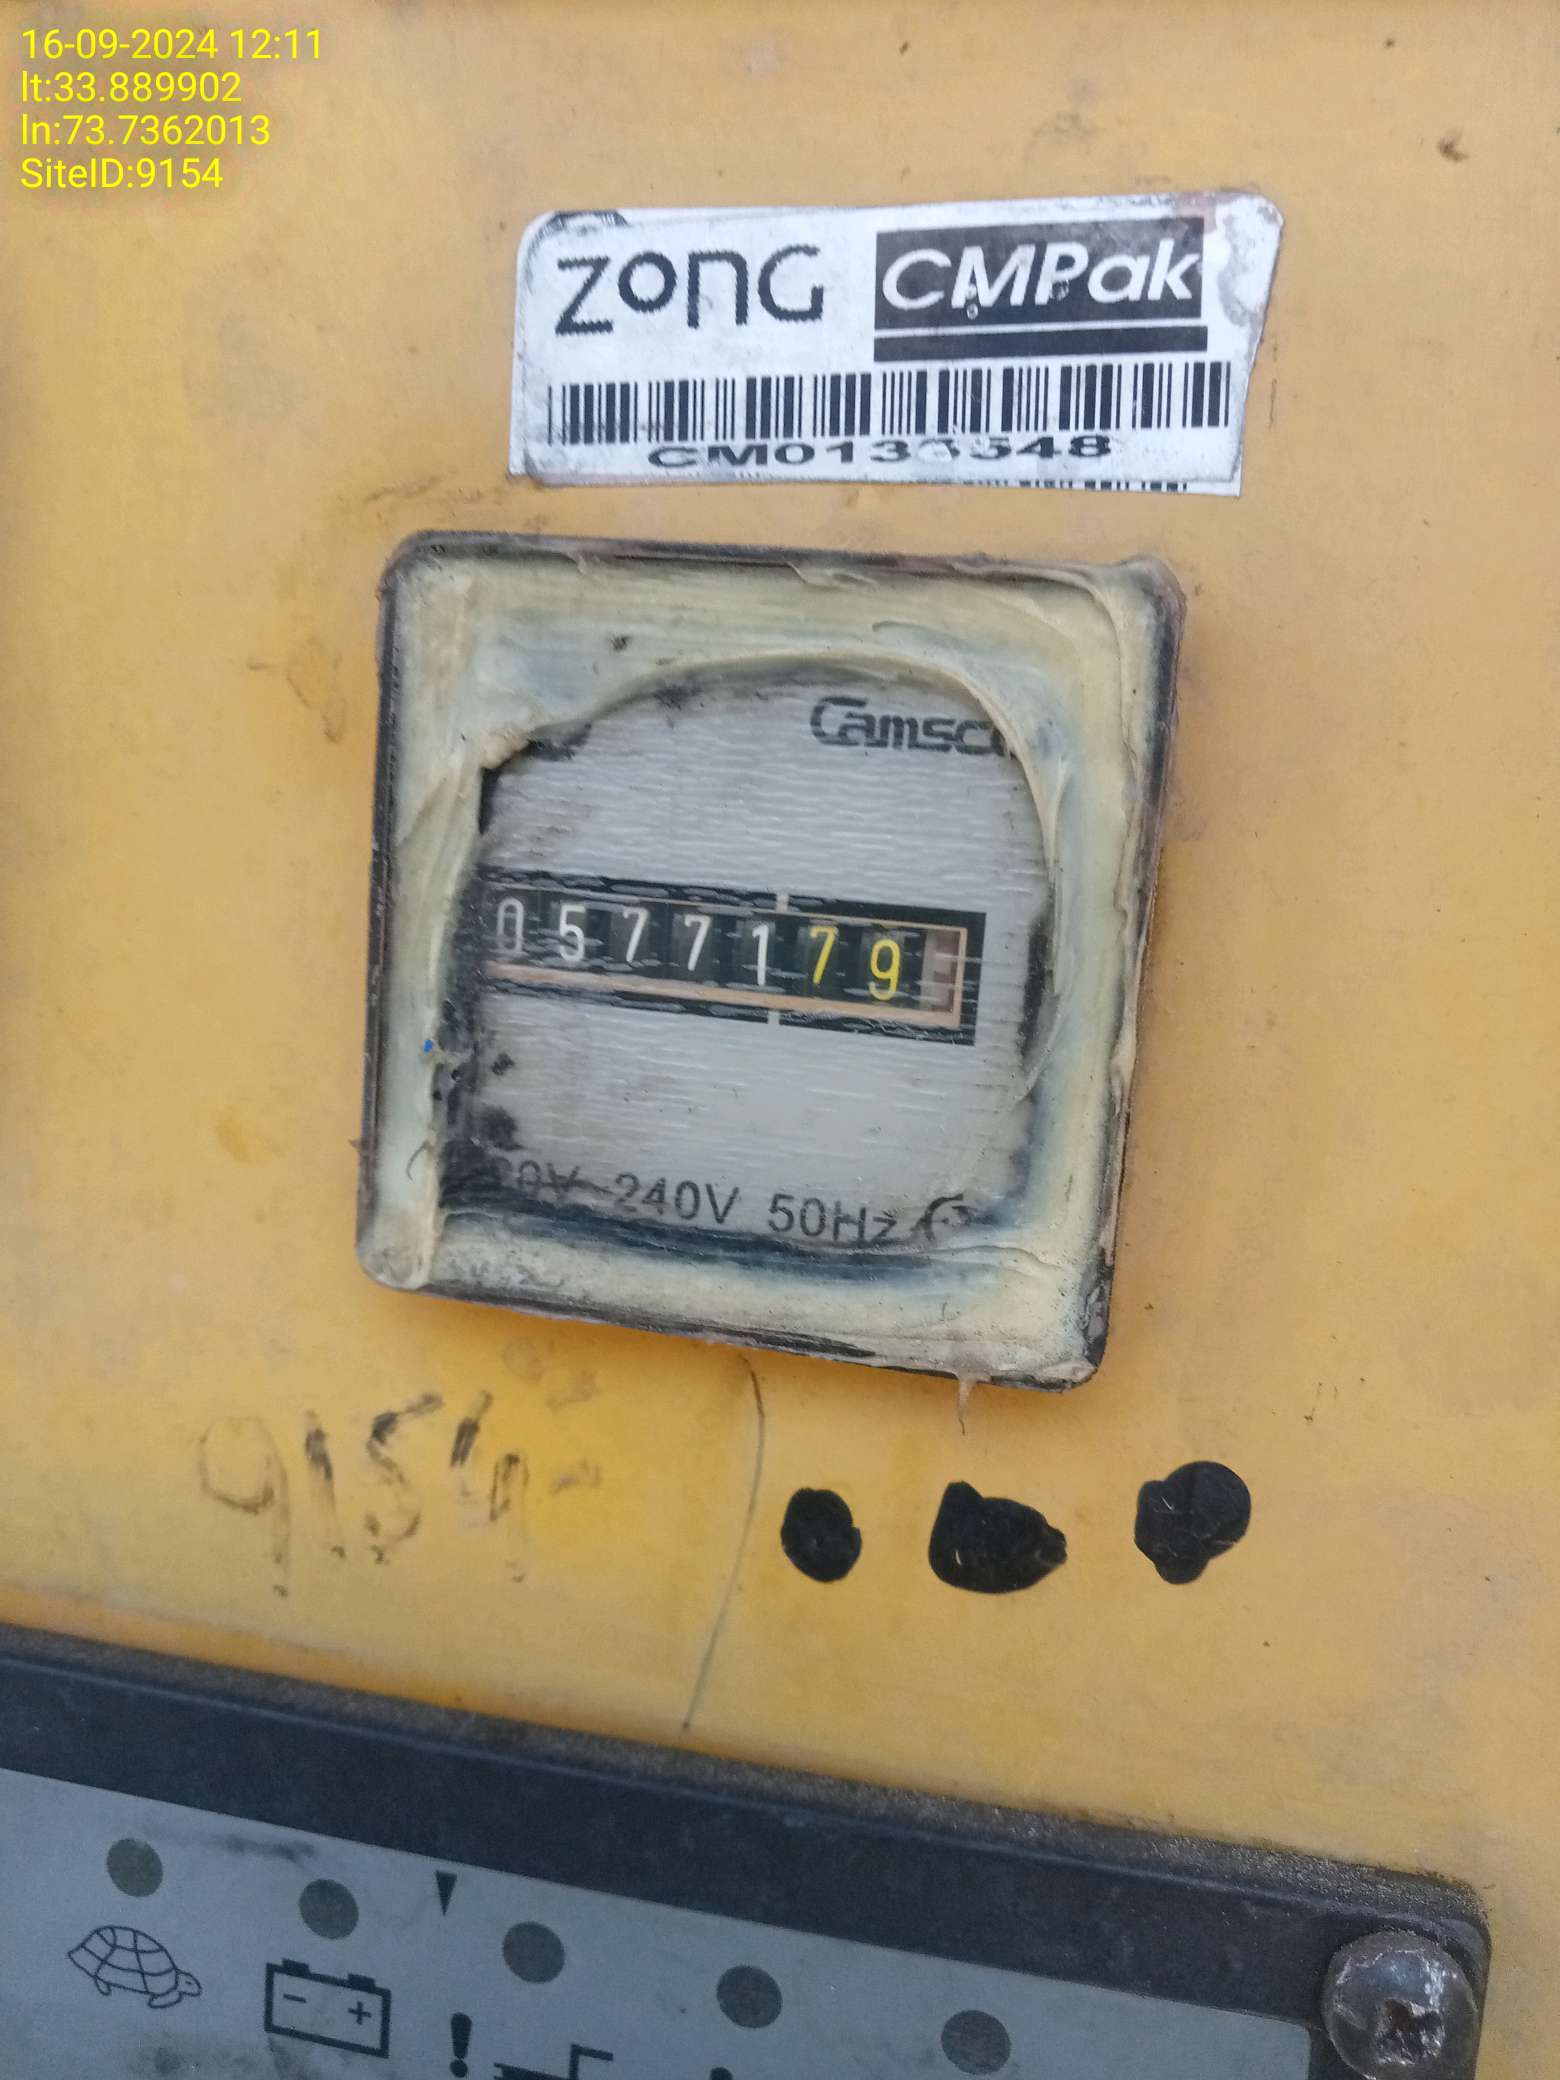 16-09-2024 12:11
lt:33.889902
ln:73.7362013
SiteID:9154
ZONG CMPak
Camsco
0577179
240V 50Hz
9154